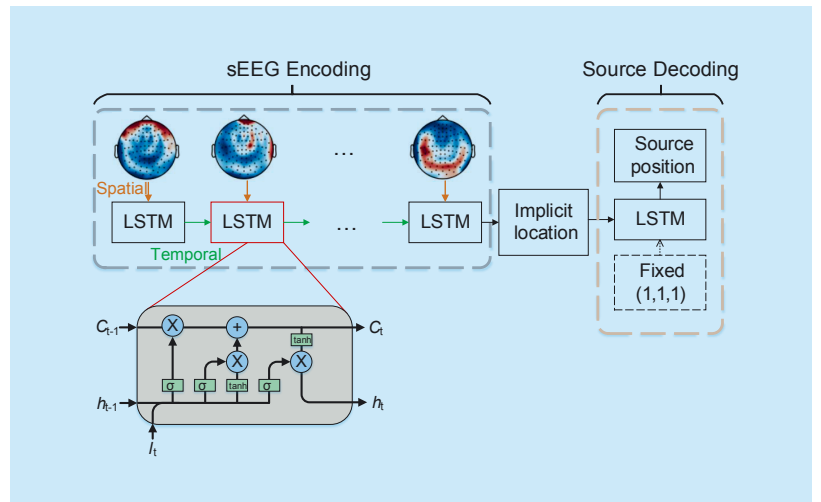 sEEG Encoding
Source Decoding
...
Spatial
LSTM
LSTM
...
LSTM
Temporal
Implicit
location
Source
position
LSTM
Fixed
(1,1,1)
Ct-1
X
+
Ct
tanh
X
X
σ
σ
tanh
σ
ht-1
ht
It